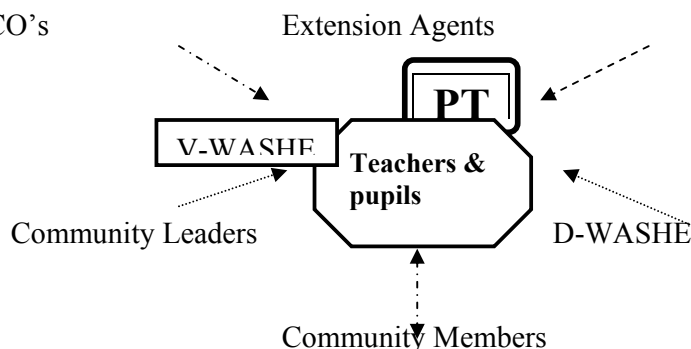 CO's
Extension Agents
PT
V-WASHE
Teachers &
pupils
Community Leaders
D-WASHE
Community Members